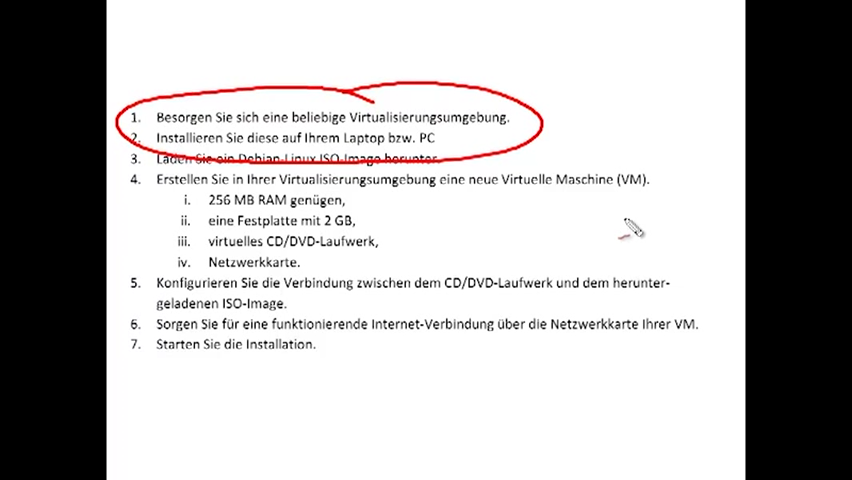 1. Besorgen Sie sich eine beliebige Virtualisierungsumgebung.
2. Installieren Sie diese auf Ihrem Laptop bzw. PC
3. Laden Sie ein Debian-Linux ISO-Image herunter.
4. Erstellen Sie in Ihrer Virtualisierungsumgebung eine neue Virtuelle Maschine (VM).
i. 256 MB RAM genügen,
ii. eine Festplatte mit 2 GB,
iii. virtuelles CD/DVD-Laufwerk,
iv. Netzwerkkarte.
5. Konfigurieren Sie die Verbindung zwischen dem CD/DVD-Laufwerk und dem herunter-
geladenen ISO-Image.
6. Sorgen Sie für eine funktionierende Internet-Verbindung über die Netzwerkkarte Ihrer VM.
7. Starten Sie die Installation.